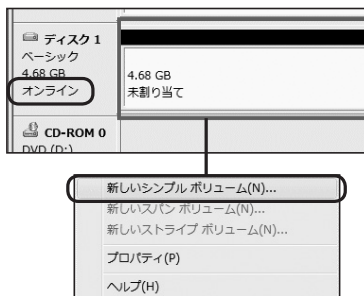 ディスク 1
ベーシック
4.68 GB
オンライン
4.68 GB
未割り当て
CD-ROM 0
DVD (D:)
新しいシンプル ボリューム(N)...
新しいスパン ボリューム(N)...
新しいストライプ ボリューム(N)...
プロパティ(P)
ヘルプ(H)